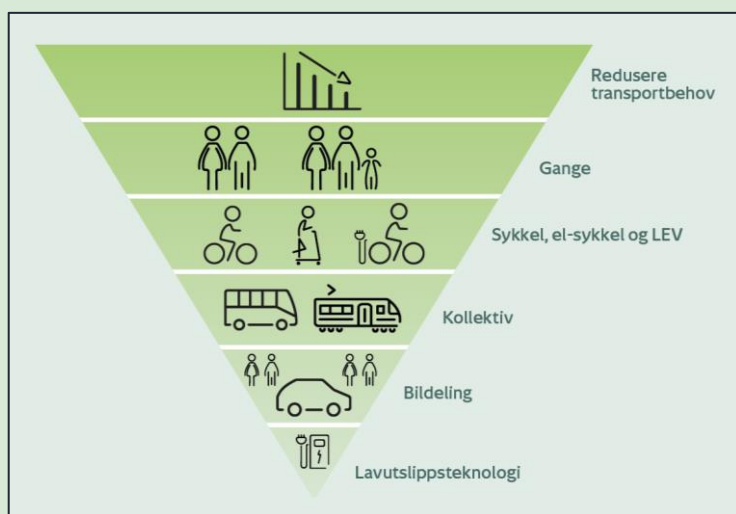 Redusere
transportbehov
Gange
Sykkel, el-sykkel og LEV
Kollektiv
Bildeling
Lavutslippsteknologi